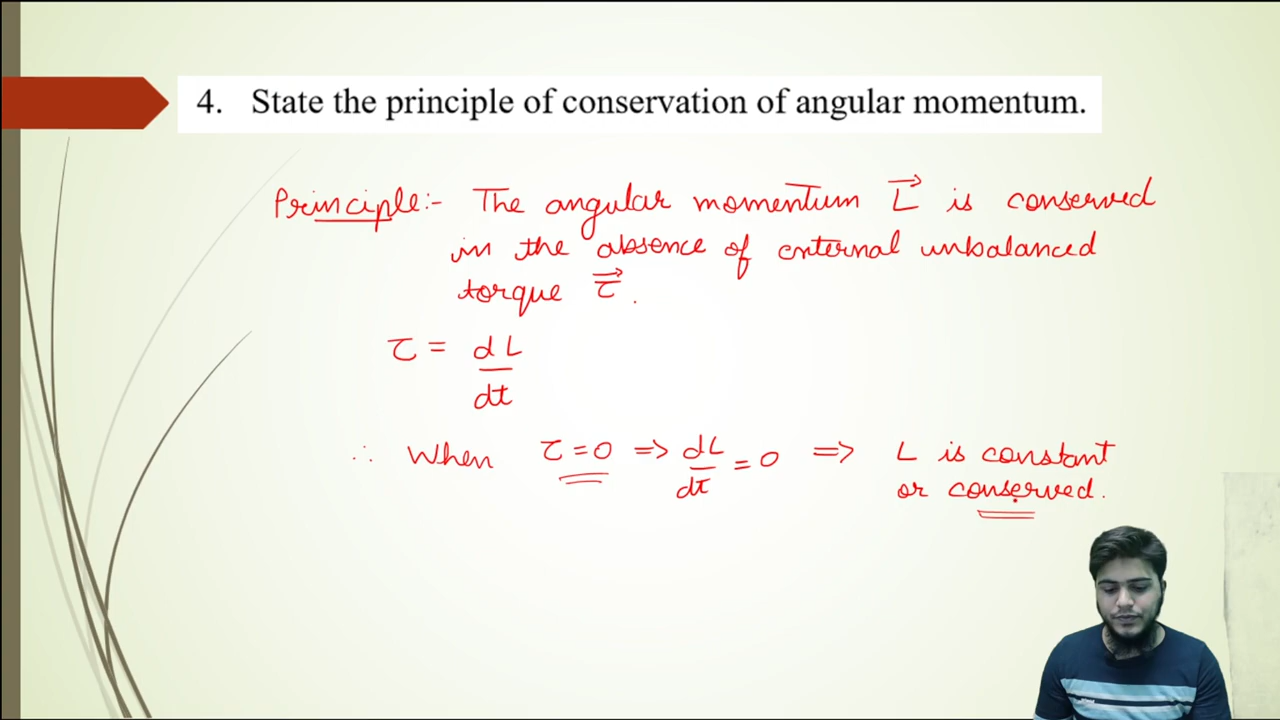 4. State the principle of conservation of angular momentum.
Principle:- The angular momentum L⃗ is conserved
in the absence of external unbalanced
torque τ⃗.
τ = dL/dt
∴ When τ = 0 => dL/dt = 0 => L is constant
or conserved.